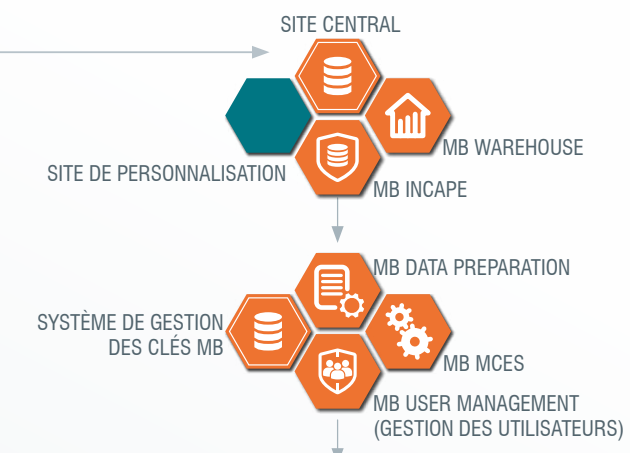 SITE CENTRAL
MB WAREHOUSE
SITE DE PERSONNALISATION
MB INCAPE
MB DATA PREPARATION
SYSTÈME DE GESTION
DES CLÉS MB
MB MCES
MB USER MANAGEMENT
(GESTION DES UTILISATEURS)